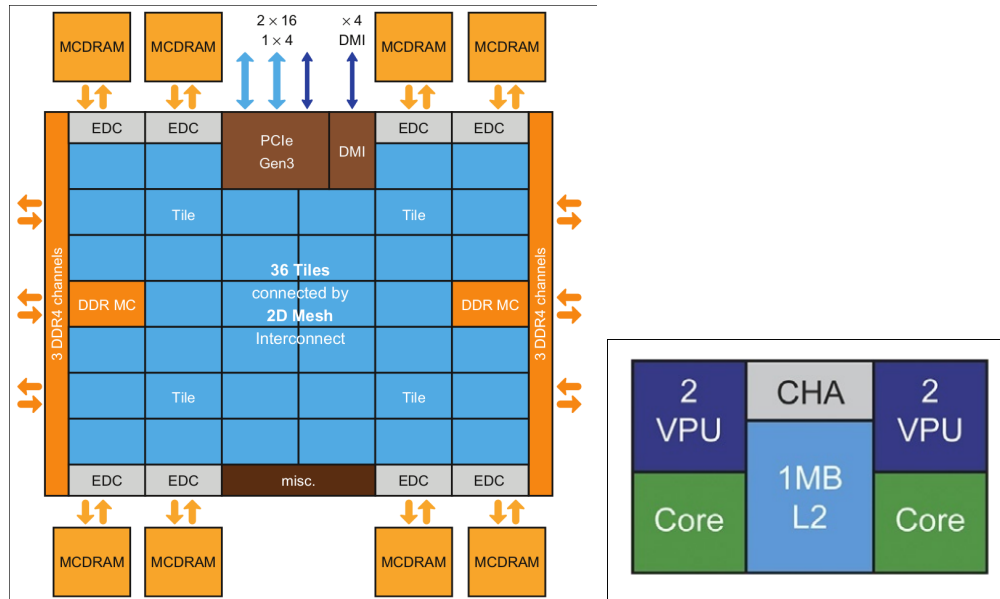 MCDRAM
MCDRAM
2 × 16
1 × 4
× 4
DMI
MCDRAM
MCDRAM
EDC
EDC
PCIe
Gen3
DMI
EDC
EDC
Tile
Tile
3 DDR4 channels
36 Tiles
connected by
2D Mesh
Interconnect
DDR MC
DDR MC
3 DDR4 channels
Tile
Tile
EDC
EDC
misc.
EDC
EDC
MCDRAM
MCDRAM
MCDRAM
MCDRAM
2
VPU
CHA
2
VPU
Core
1MB
L2
Core